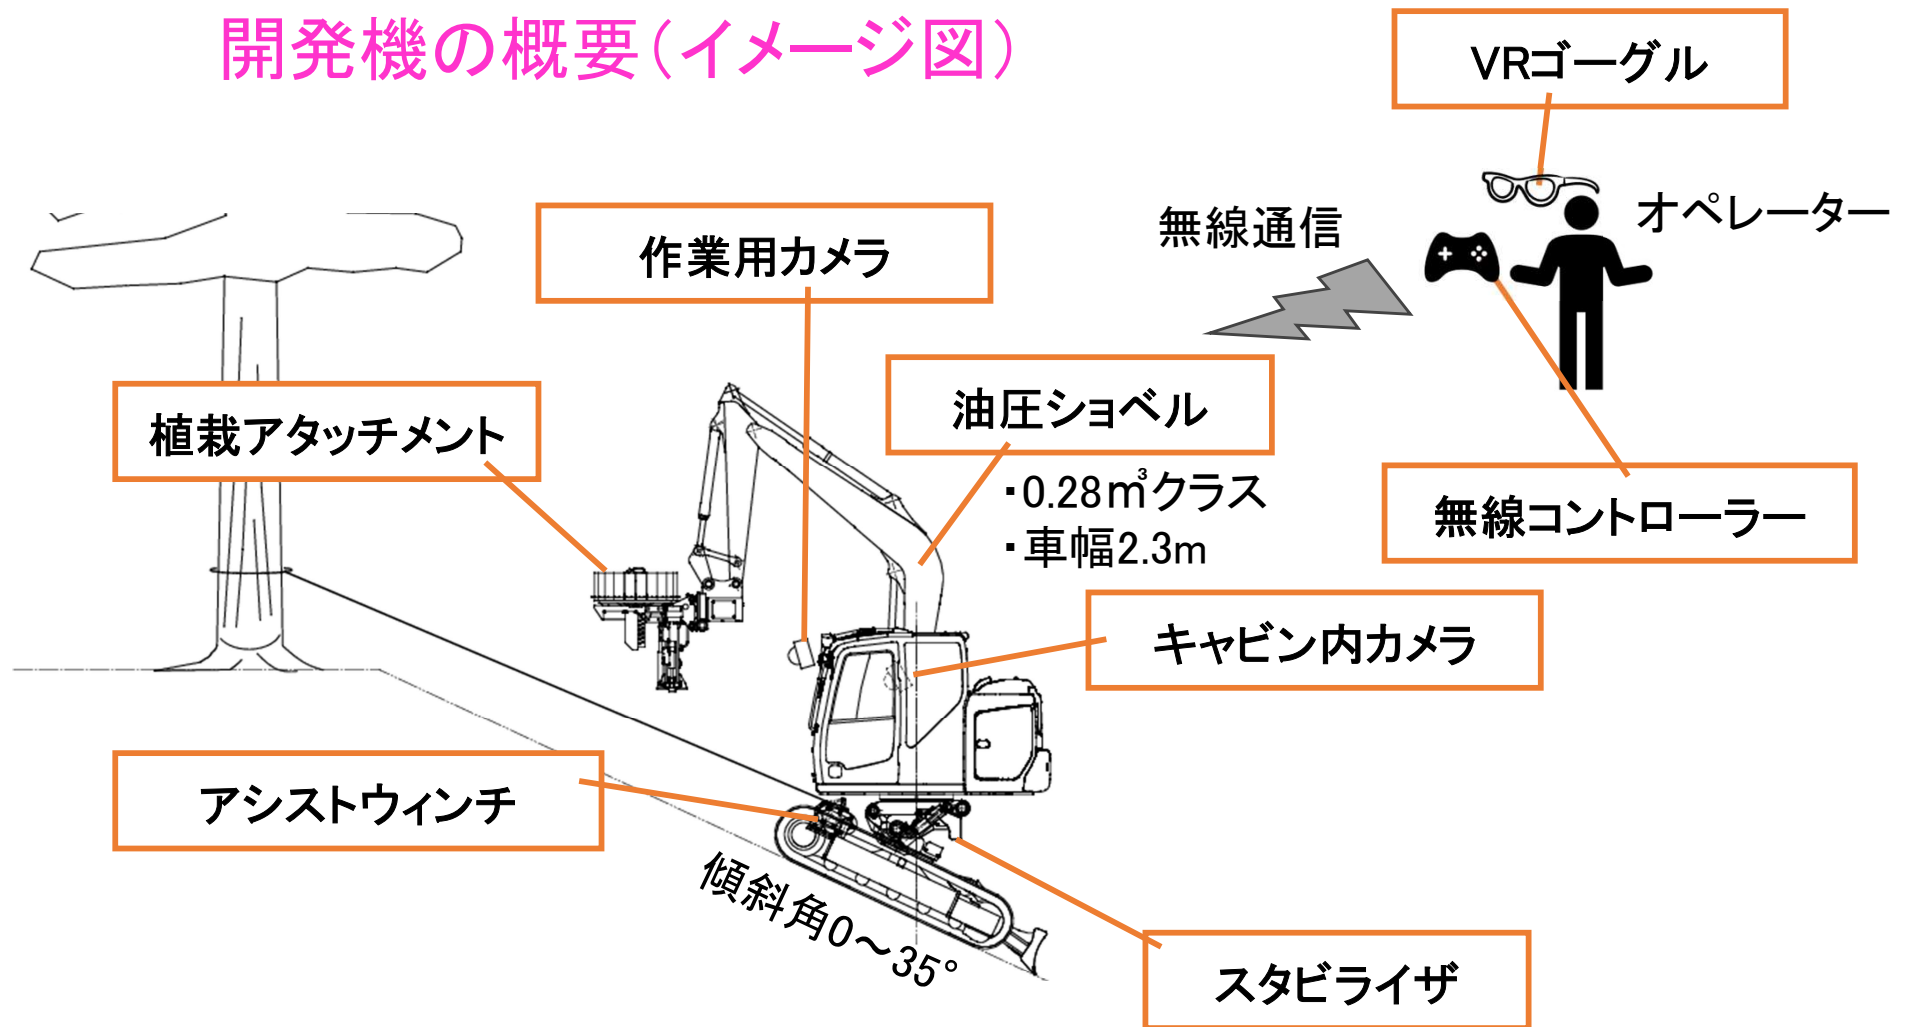 開発機の概要(イメージ図)
VRゴーグル
オペレーター
無線通信
作業用カメラ
油圧ショベル
・0.28㎥クラス
・車幅2.3m
植栽アタッチメント
無線コントローラー
キャビン内カメラ
アシストウィンチ
傾斜角0～35°
スタビライザ